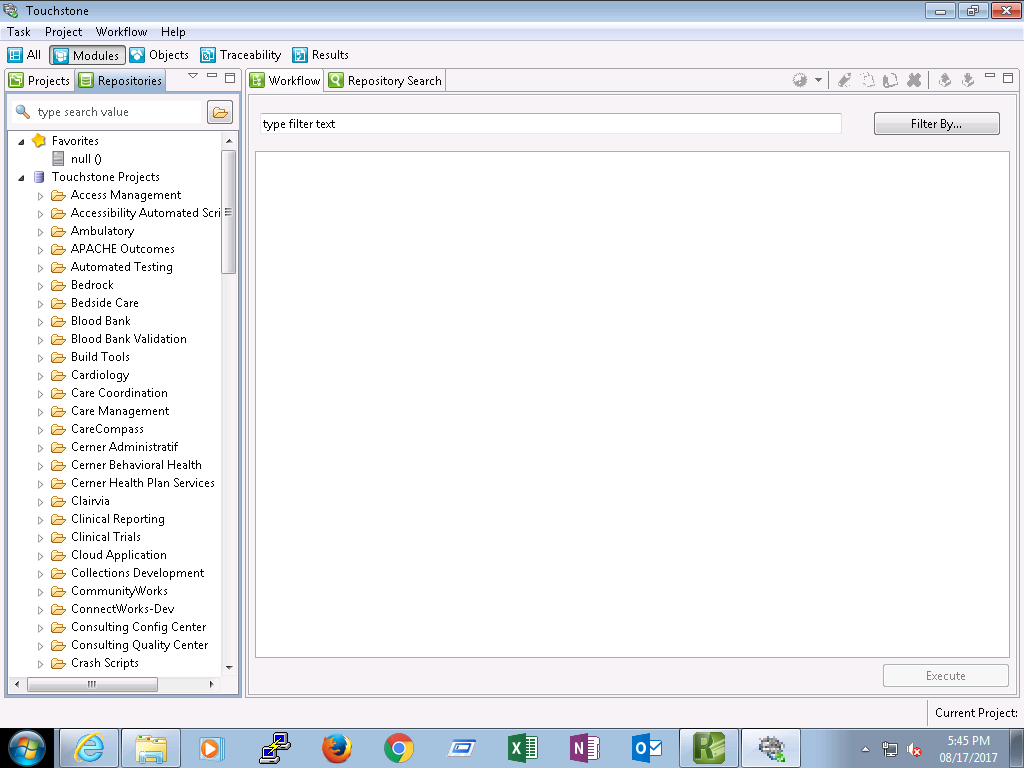 Touchstone
Task Project Workflow Help
All Modules Objects Traceability Results
Projects Repositories Workflow Repository Search
type search value
type filter text
Filter By...
Favorites
null ()
Touchstone Projects
Access Management
Accessibility Automated Scri
Ambulatory
APACHE Outcomes
Automated Testing
Bedrock
Bedside Care
Blood Bank
Blood Bank Validation
Build Tools
Cardiology
Care Coordination
Care Management
CareCompass
Cerner Administratif
Cerner Behavioral Health
Cerner Health Plan Services
Clairvia
Clinical Reporting
Clinical Trials
Cloud Application
Collections Development
CommunityWorks
ConnectWorks-Dev
Consulting Config Center
Consulting Quality Center
Crash Scripts
Execute
Current Project:
5:45 PM
08/17/2017